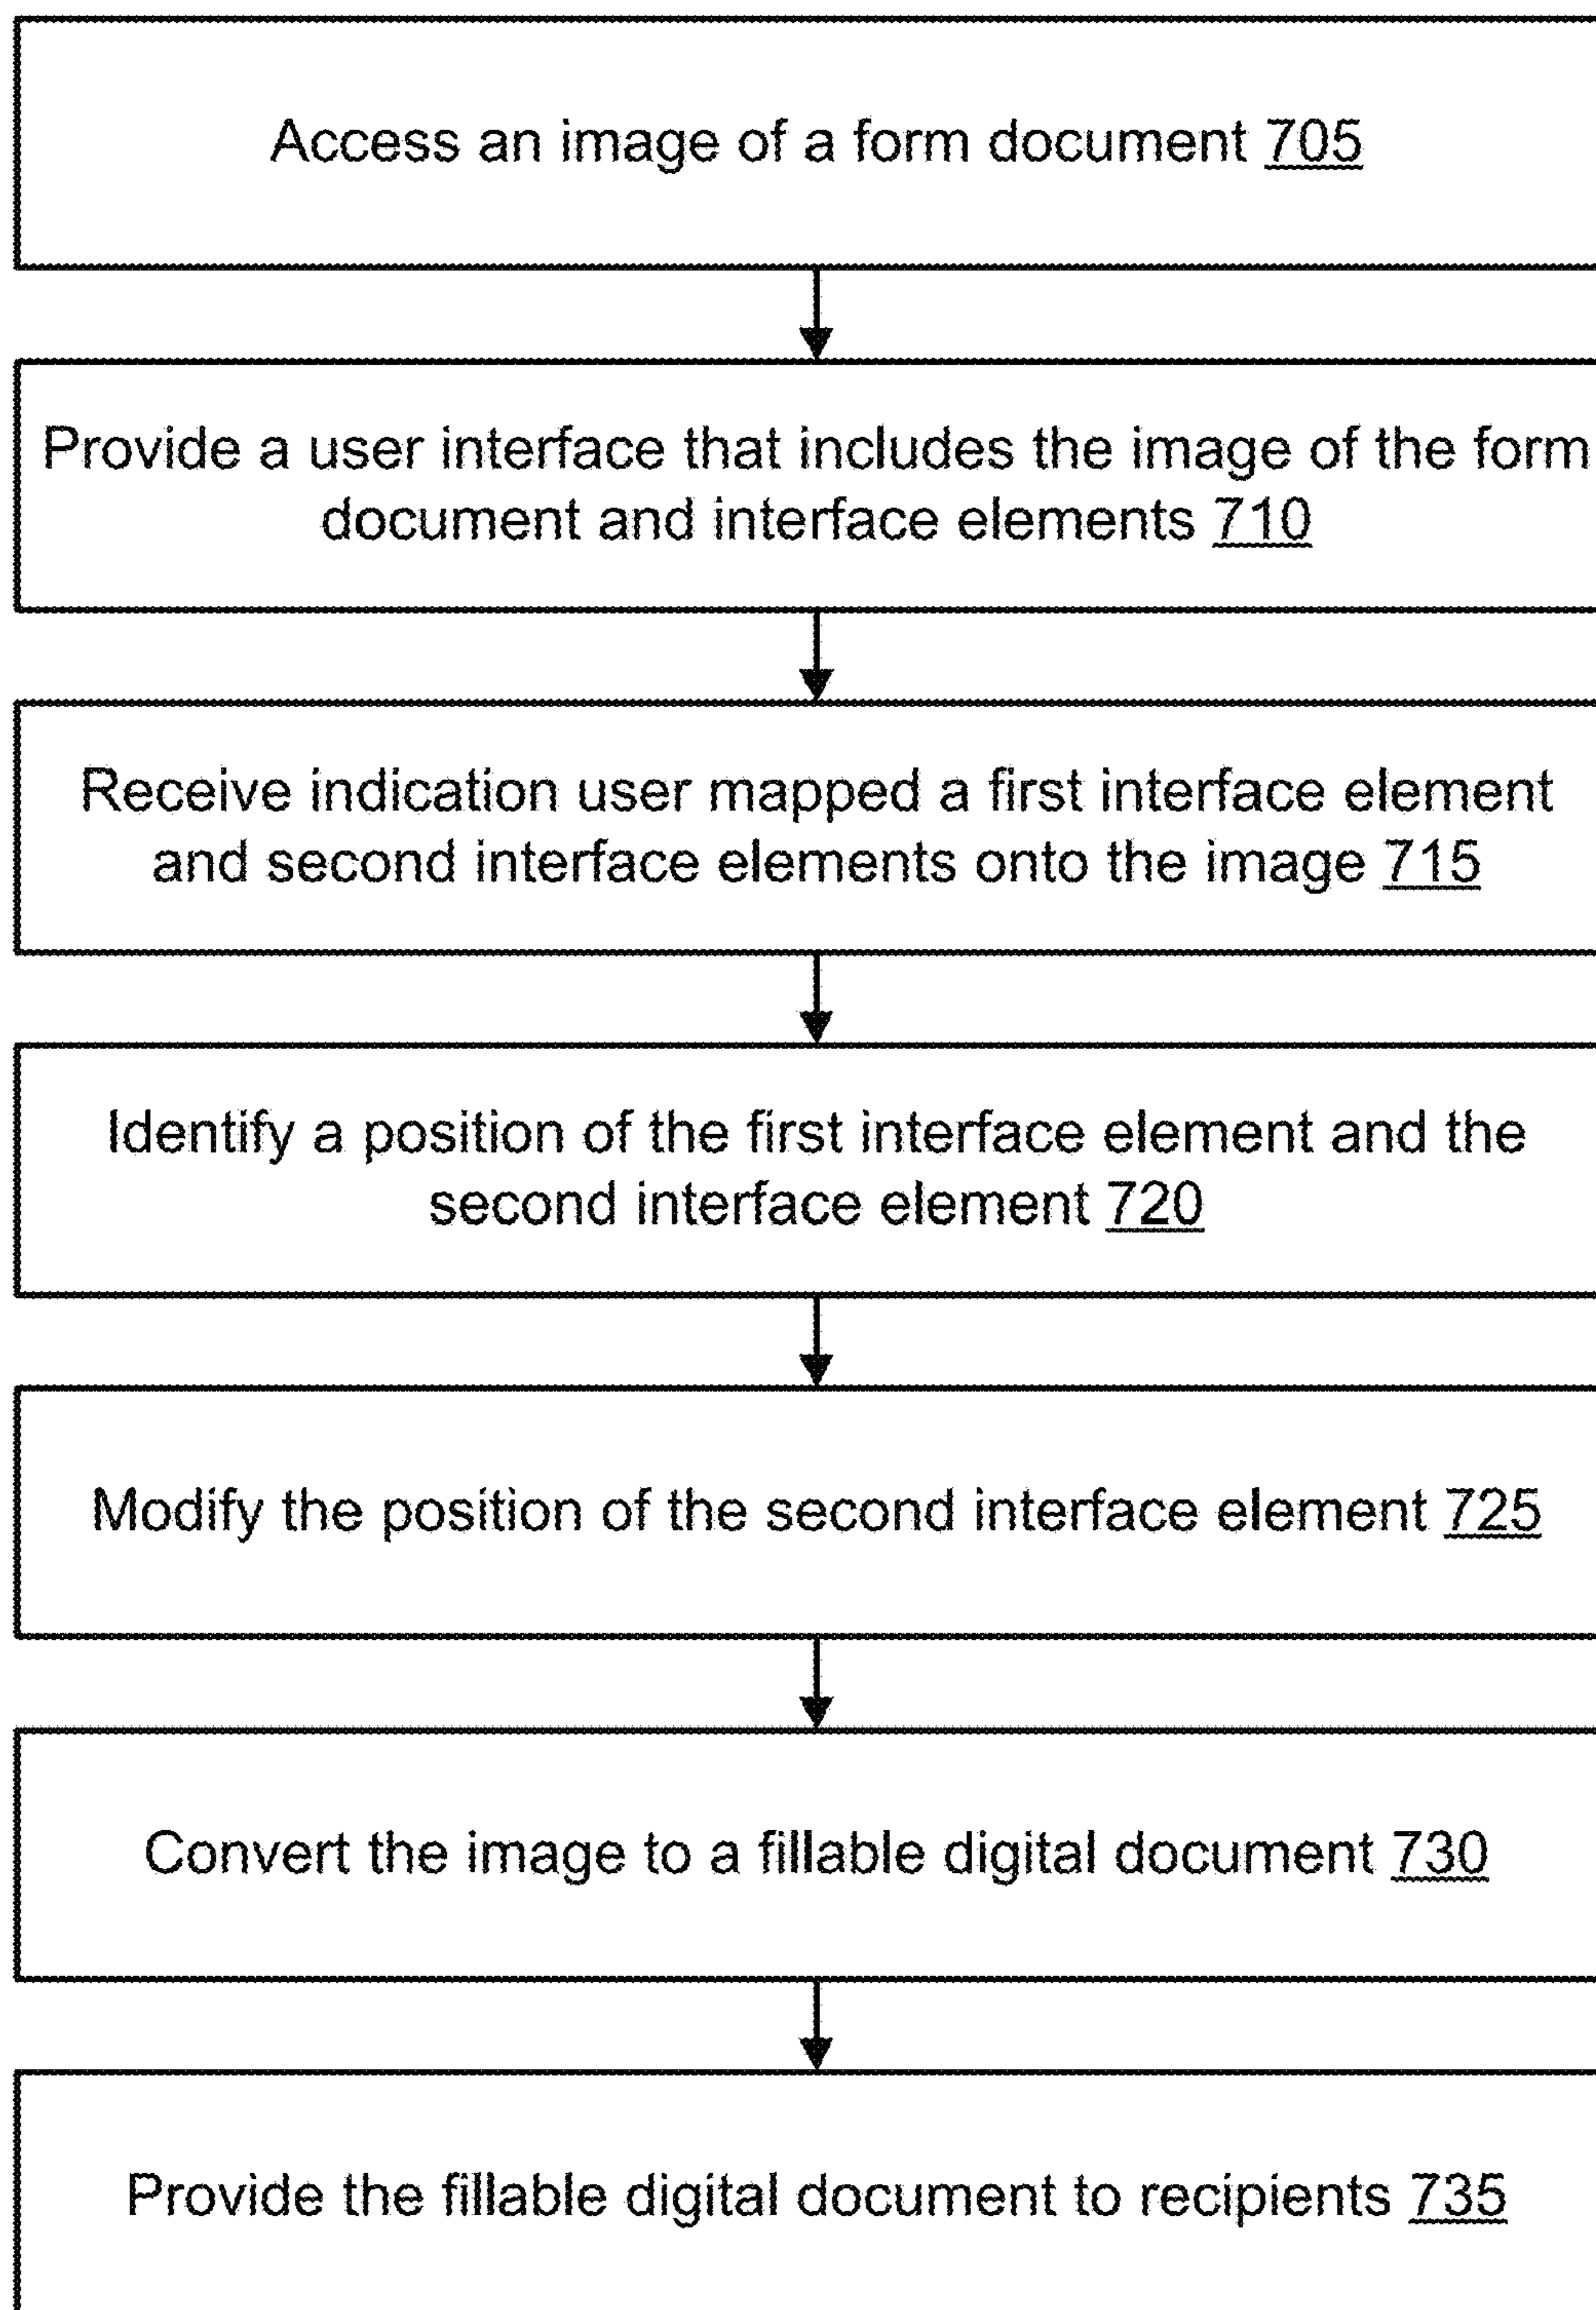 Access an image of a form document 705
Provide a user interface that includes the image of the form
document and interface elements 710
Receive indication user mapped a first interface element
and second interface elements onto the image 715
Identify a position of the first interface element and the
second interface element 720
Modify the position of the second interface element 725
Convert the image to a fillable digital document 730
Provide the fillable digital document to recipients 735